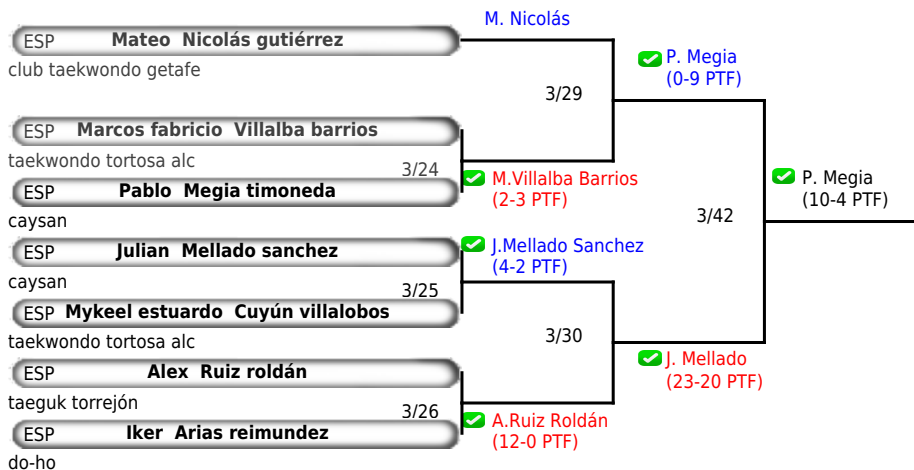 M. Nicolás
ESP Mateo Nicolás gutiérrez
club taekwondo getafe
P. Megia
(0-9 PTF)
3/29
ESP Marcos fabricio Villalba barrios
taekwondo tortosa alc
3/24
ESP Pablo Megia timoneda
caysan
M.Villalba Barrios
(2-3 PTF)
P. Megia
(10-4 PTF)
3/42
ESP Julian Mellado sanchez
caysan
J.Mellado Sanchez
(4-2 PTF)
3/25
ESP Mykeel estuardo Cuyún villalobos
taekwondo tortosa alc
3/30
J. Mellado
(23-20 PTF)
ESP Alex Ruiz roldán
taeguk torrejón
3/26
ESP Iker Arias reimundez
do-ho
A.Ruiz Roldán
(12-0 PTF)